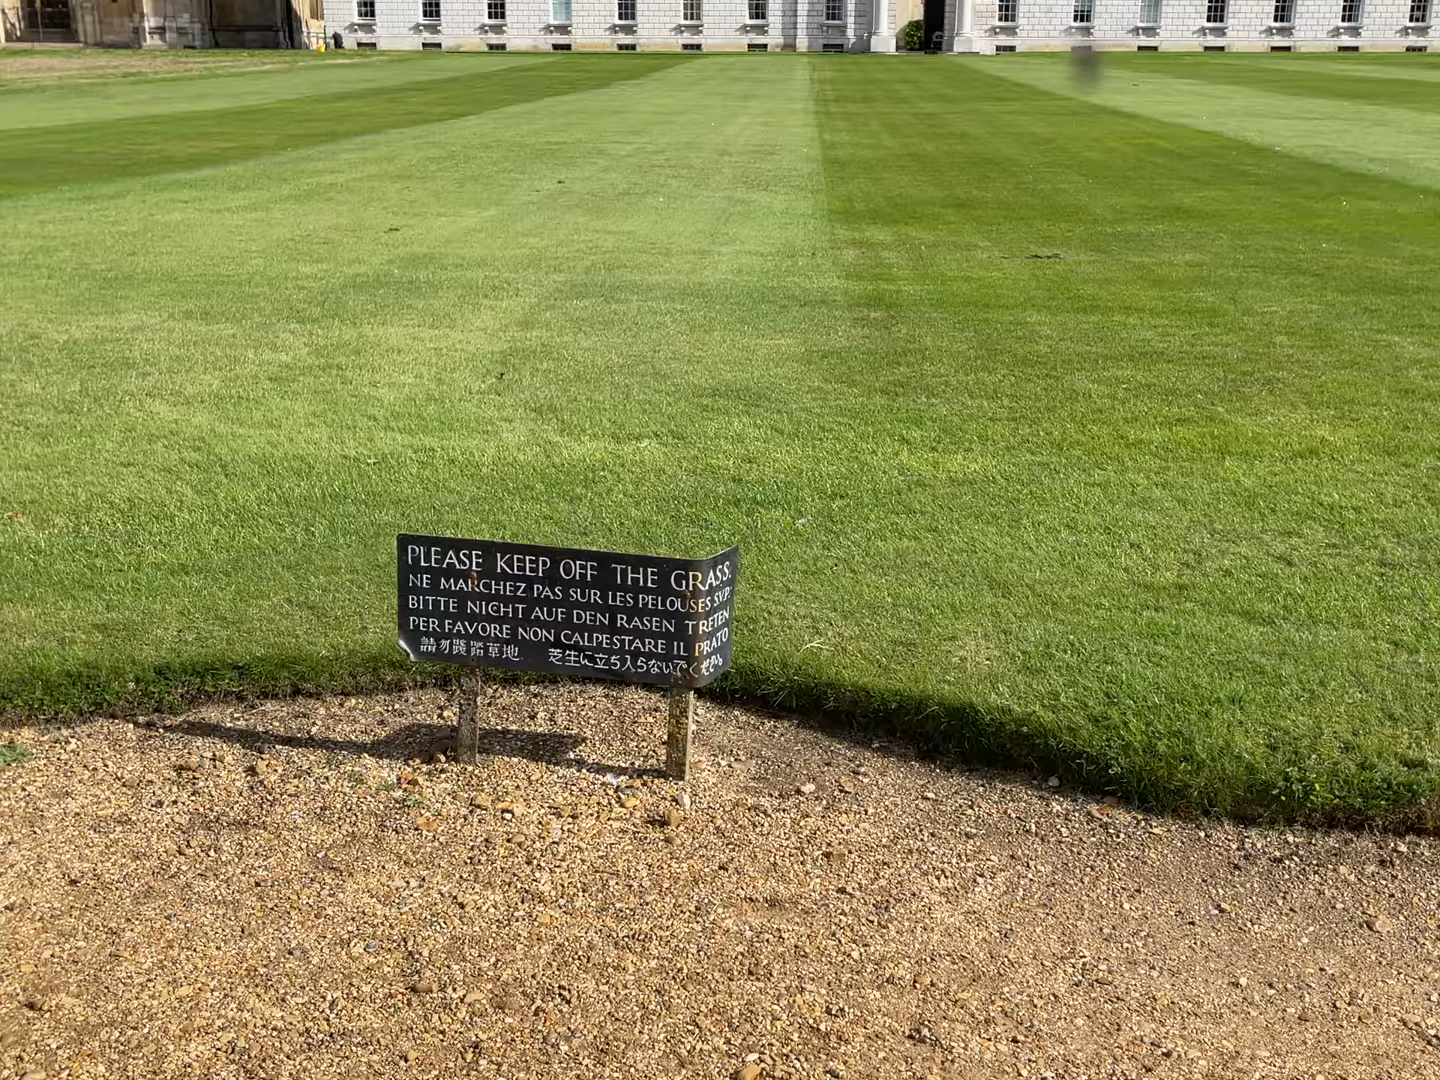 PLEASE KEEP OFF THE GRASS.
NE MARCHEZ PAS SUR LES PELOUSES SVP.
BITTE NICHT AUF DEN RASEN TRETEN
PER FAVORE NON CALPESTARE IL PRATO
請勿踐踏草地 芝生に立ち入らないでください。